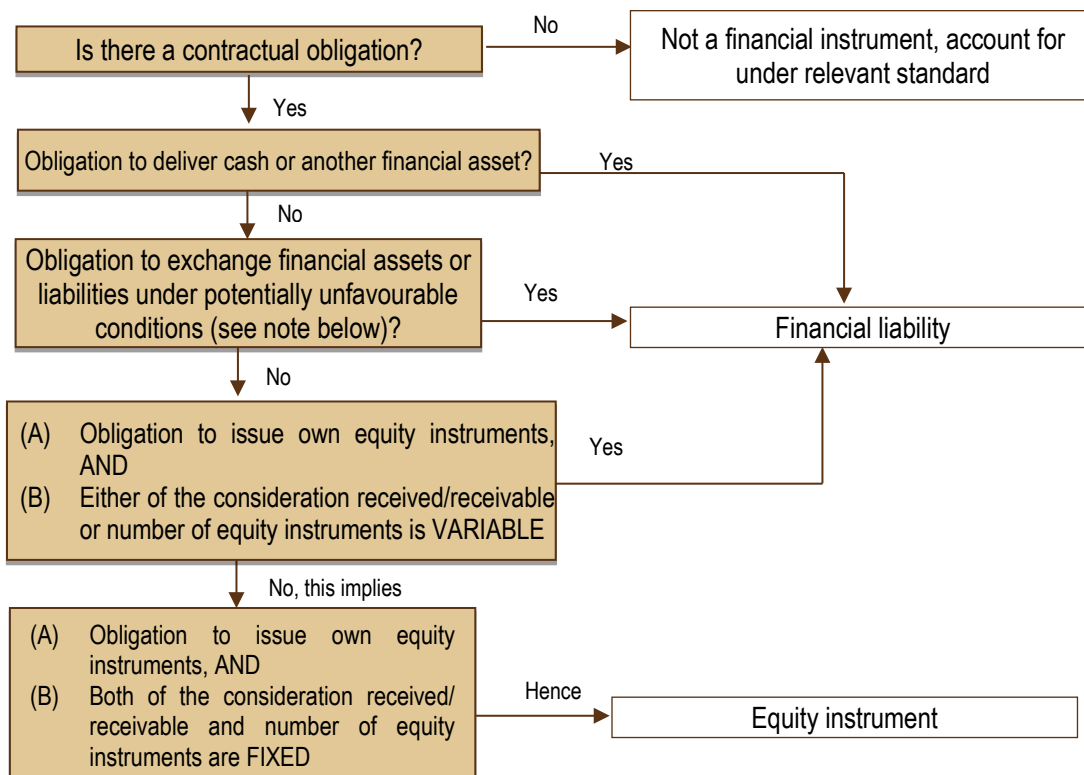 Is there a contractual obligation?
No
Not a financial instrument, account for
under relevant standard
Yes
Obligation to deliver cash or another financial asset?
Yes
No
Obligation to exchange financial assets or
liabilities under potentially unfavourable
conditions (see note below)?
Yes
Financial liability
No
(A) Obligation to issue own equity instruments,
AND
(B) Either of the consideration received/receivable
or number of equity instruments is VARIABLE
Yes
No, this implies
(A) Obligation to issue own equity
instruments, AND
(B) Both of the consideration received/
receivable and number of equity
instruments are FIXED
Hence
Equity instrument